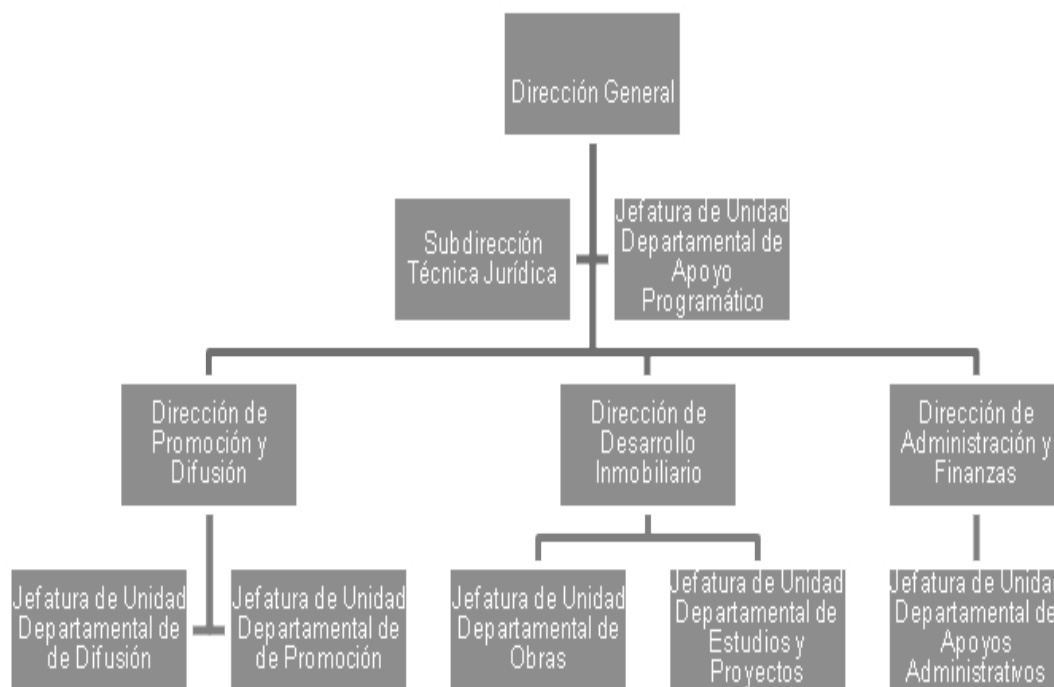 Dirección General
Subdirección
Técnica Jurídica
Jefatura de Unidad
Departamental de
Apoyo
Programático
Dirección de
Promoción y
Difusión
Dirección de
Desarrollo
Inmobiliario
Dirección de
Administración y
Finanzas
Jefatura de Unidad
Departamental de
de Difusión
Jefatura de Unidad
Departamental de
de Promoción
Jefatura de Unidad
Departamental de
Obras
Jefatura de Unidad
Departamental de
Estudios y
Proyectos
Jefatura de Unidad
Departamental de
Apoyos
Administrativos